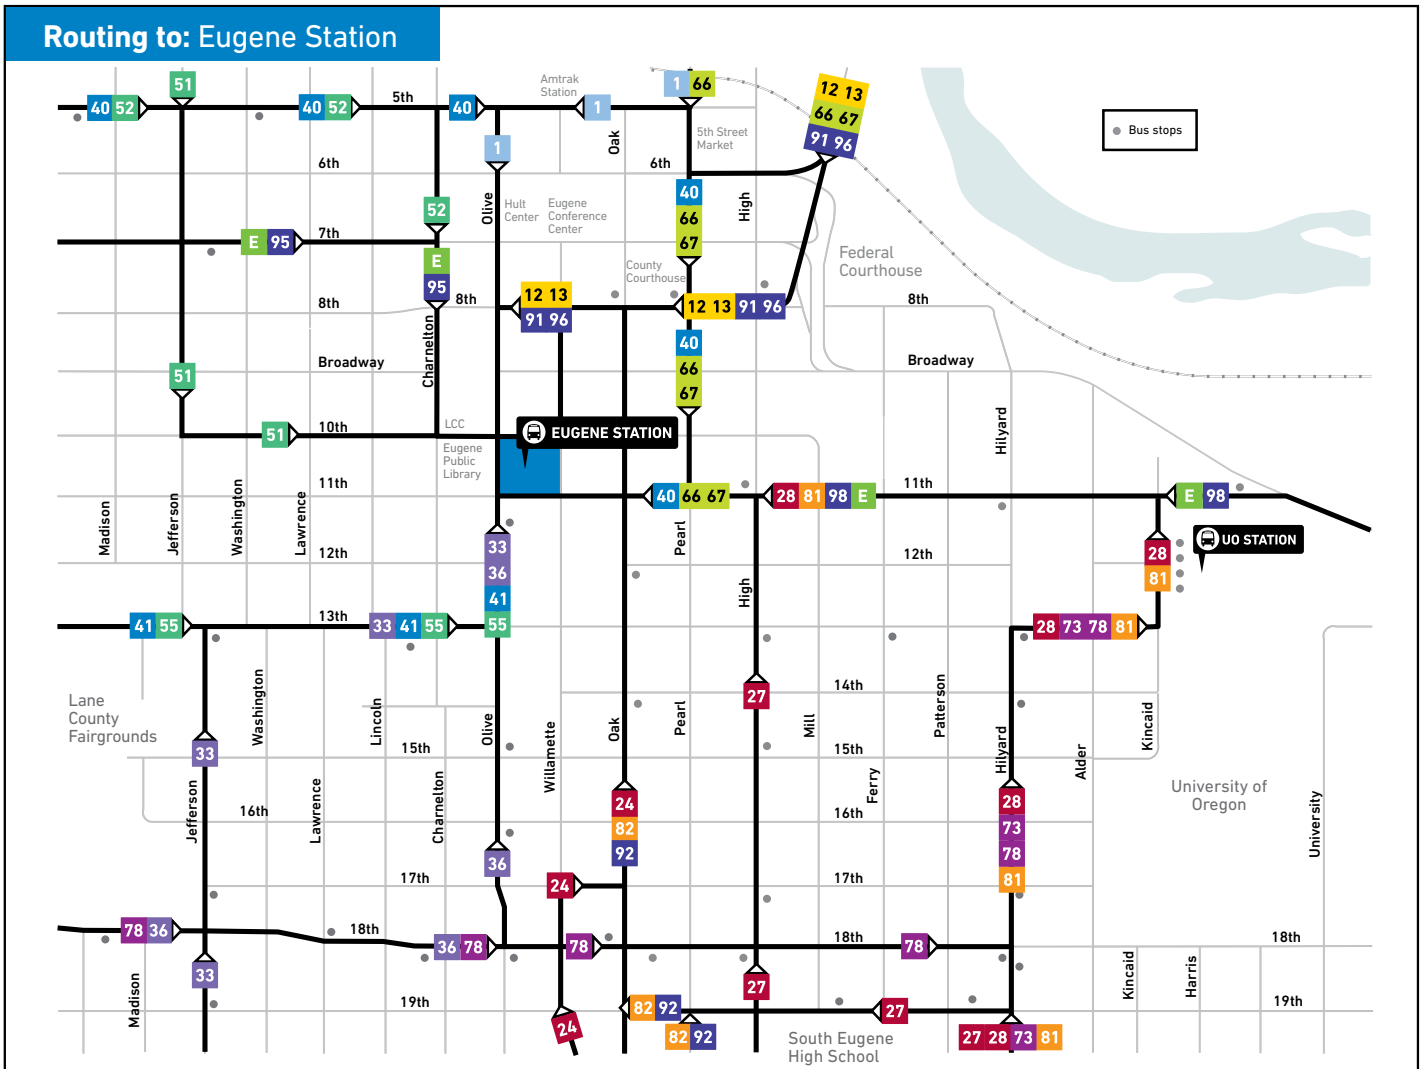 Routing to: Eugene Station
51
40 52
40 52
5th
40
Amtrak
Station
1
1 66
12 13
66 67
91 96
Bus stops
Oak
5th Street
Market
1
6th
6th
40
66
67
High
52
Olive
Hult
Center
Eugene
Conference
Center
E 95
7th
E
95
County
Courthouse
Federal
Courthouse
8th
8th
12 13
91 96
12 13 91 96
8th
Charnelton
40
66
67
51
Broadway
Broadway
51
10th
LCC
EUGENE STATION
Hilyard
Eugene
Public
Library
11th
40 66 67
28 81 98 E
11th
E 98
Madison
Jefferson
Washington
Lawrence
Pearl
33
36
41
55
12th
12th
28
81
UO STATION
High
41 55
13th
33 41 55
28 73 78 81
Lane
County
Fairgrounds
Washington
Lincoln
Olive
Willamette
Oak
Pearl
27
14th
Mill
Patterson
Hilyard
Alder
Kincaid
33
15th
15th
Jefferson
16th
Lawrence
Charnelton
24
82
92
Ferry
16th
28
73
78
81
University of
Oregon
University
36
17th
24
17th
78 36
18th
36 78
78
18th
78
18th
33
Madison
19th
24
82 92
82 92
27
27
South Eugene
High School
27 28 73 81
Kincaid
Harris
19th